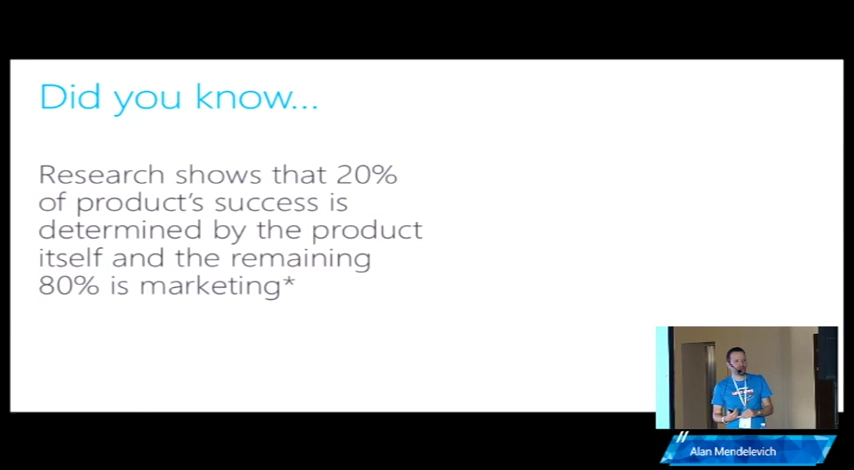 Did you know...
Research shows that 20%
of product's success is
determined by the product
itself and the remaining
80% is marketing*
Alan Mendelevich